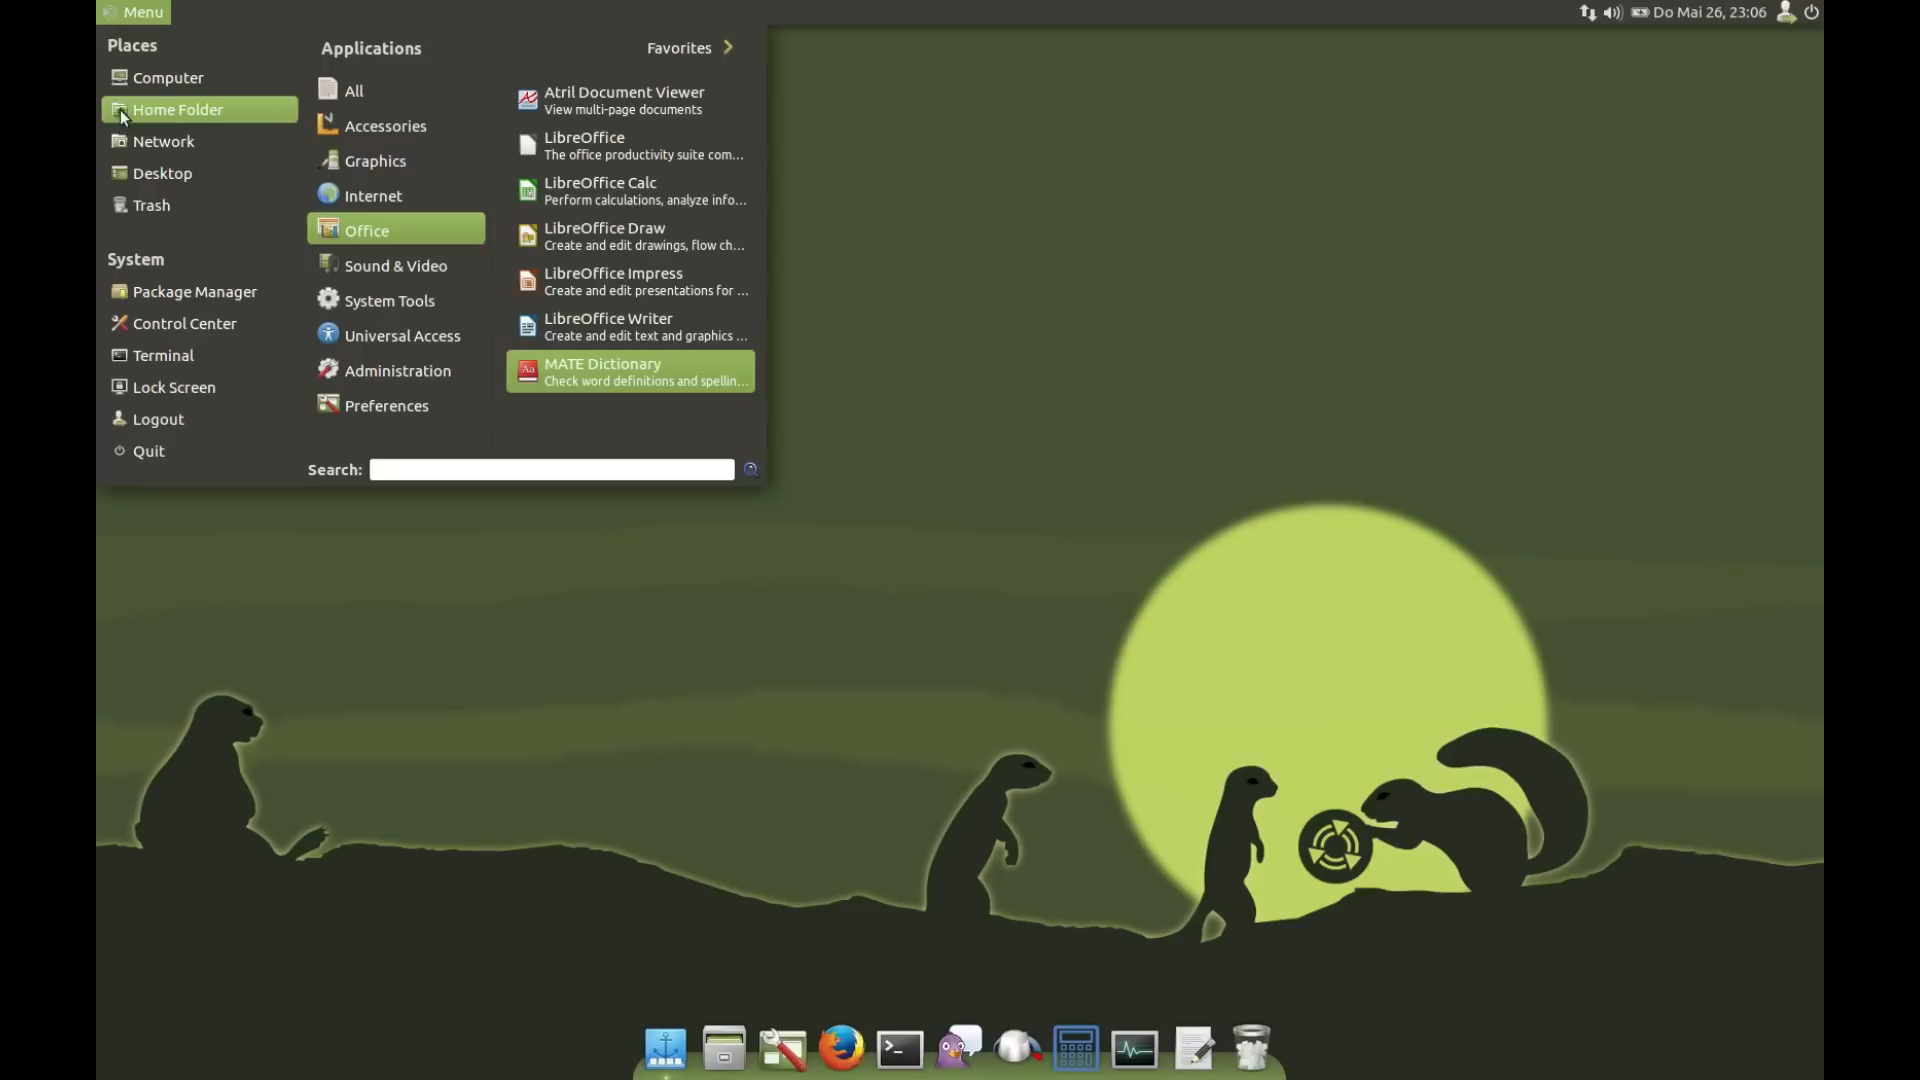 Menu
Do Mai 26, 23:06
Places
Computer
Home Folder
Network
Desktop
Trash
System
Package Manager
Control Center
Terminal
Lock Screen
Logout
Quit
Applications
Favorites
All
Accessories
Graphics
Internet
Office
Sound & Video
System Tools
Universal Access
Administration
Preferences
Atril Document Viewer
View multi-page documents
LibreOffice
The office productivity suite com...
LibreOffice Calc
Perform calculations, analyze info...
LibreOffice Draw
Create and edit drawings, flow ch...
LibreOffice Impress
Create and edit presentations for ...
LibreOffice Writer
Create and edit text and graphics ...
Aa
MATE Dictionary
Check word definitions and spellin...
Search: